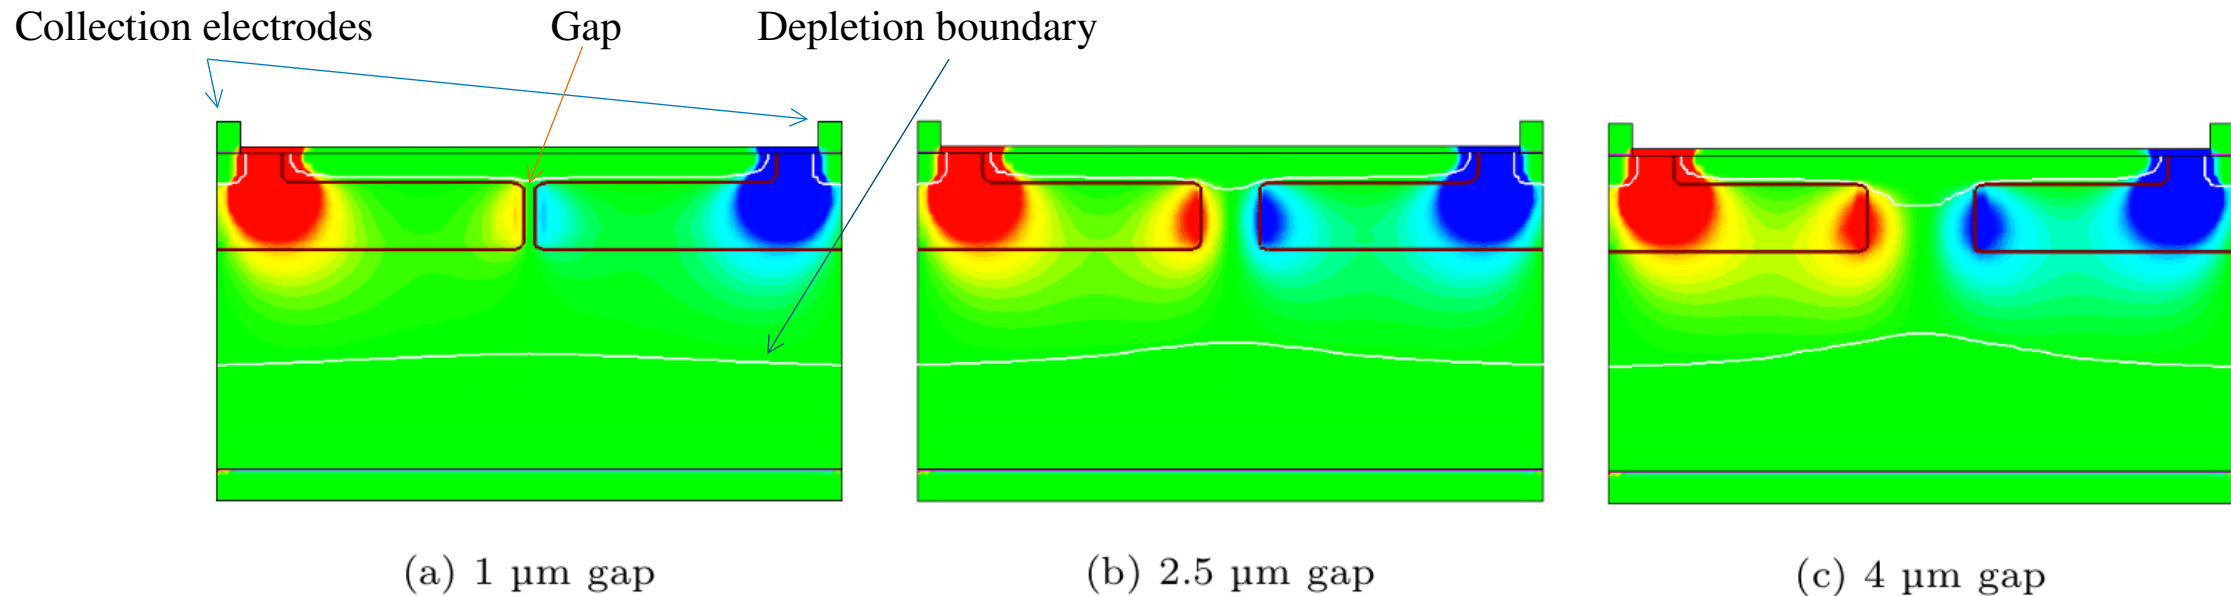 Collection electrodes
Gap
Depletion boundary
(a) 1 µm gap
(b) 2.5 µm gap
(c) 4 µm gap